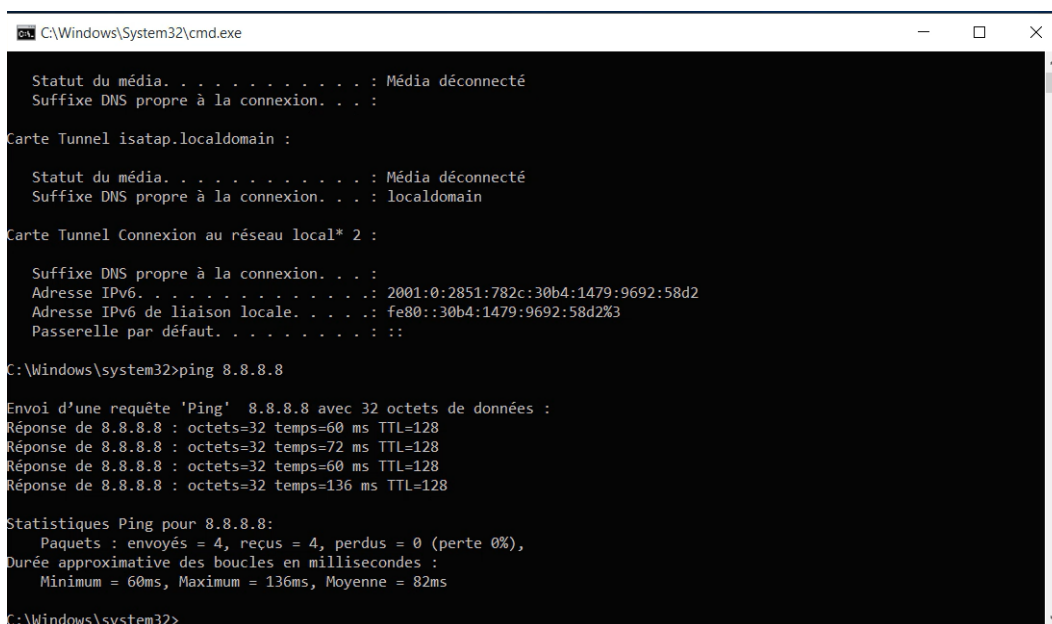 C:\Windows\System32\cmd.exe
Statut du média. . . . . . . . . . . . : Média déconnecté
Suffixe DNS propre à la connexion. . . :
Carte Tunnel isatap.localdomain :
Statut du média. . . . . . . . . . . . : Média déconnecté
Suffixe DNS propre à la connexion. . . : localdomain
Carte Tunnel Connexion au réseau local* 2 :
Suffixe DNS propre à la connexion. . . :
Adresse IPv6. . . . . . . . . . . . . .: 2001:0:2851:782c:30b4:1479:9692:58d2
Adresse IPv6 de liaison locale. . . . .: fe80::30b4:1479:9692:58d2%3
Passerelle par défaut. . . . . . . . . : ::
C:\Windows\system32>ping 8.8.8.8
Envoi d’une requête 'Ping'  8.8.8.8 avec 32 octets de données :
Réponse de 8.8.8.8 : octets=32 temps=60 ms TTL=128
Réponse de 8.8.8.8 : octets=32 temps=72 ms TTL=128
Réponse de 8.8.8.8 : octets=32 temps=60 ms TTL=128
Réponse de 8.8.8.8 : octets=32 temps=136 ms TTL=128
Statistiques Ping pour 8.8.8.8:
Paquets : envoyés = 4, reçus = 4, perdus = 0 (perte 0%),
Durée approximative des boucles en millisecondes :
Minimum = 60ms, Maximum = 136ms, Moyenne = 82ms
C:\Windows\system32>